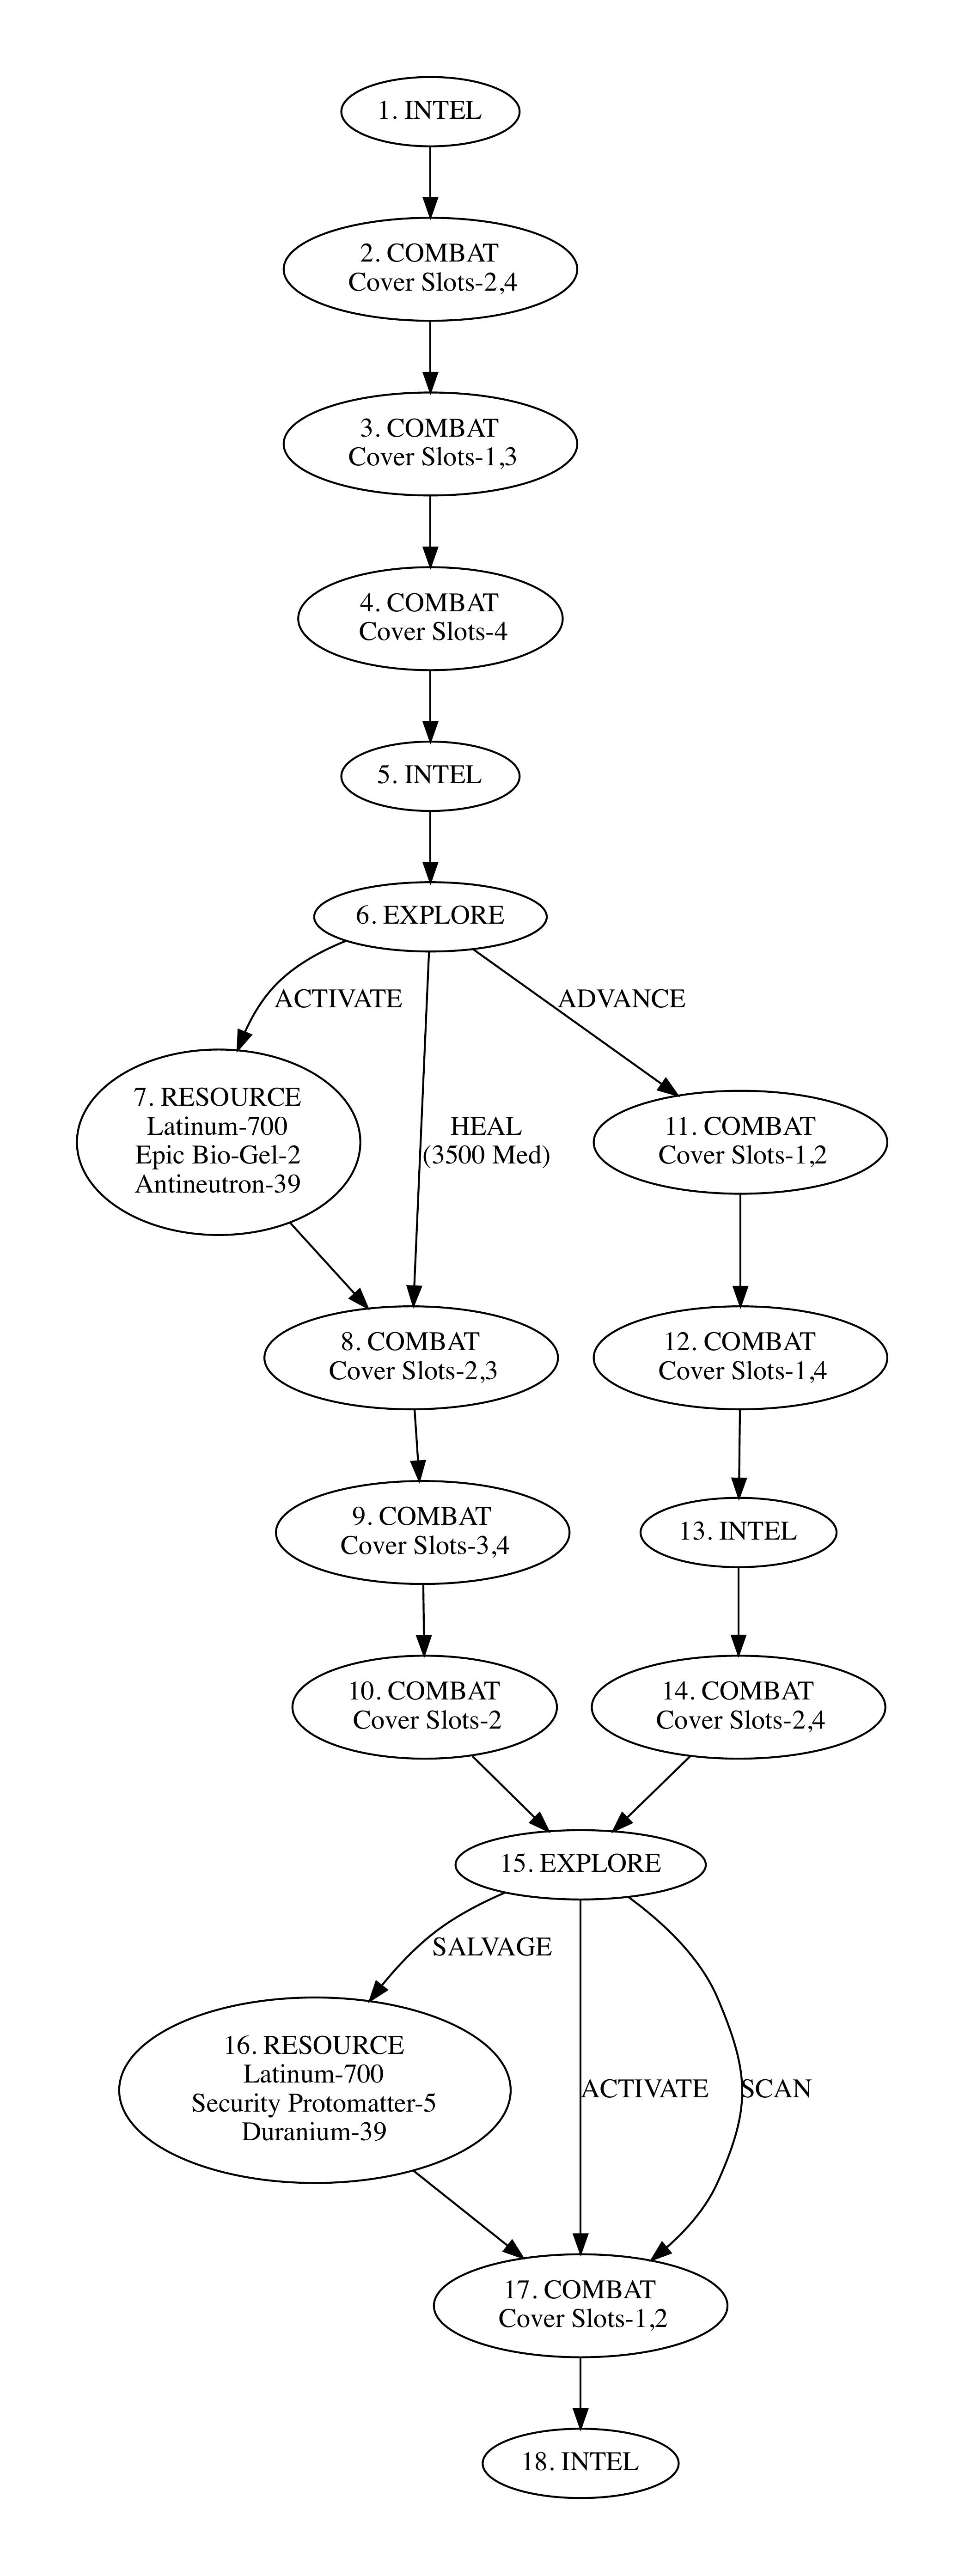 1. INTEL
2. COMBAT
Cover Slots-2,4
3. COMBAT
Cover Slots-1,3
4. COMBAT
Cover Slots-4
5. INTEL
6. EXPLORE
ACTIVATE
ADVANCE
7. RESOURCE
Latinum-700
Epic Bio-Gel-2
Antineutron-39
HEAL
(3500 Med)
11. COMBAT
Cover Slots-1,2
8. COMBAT
Cover Slots-2,3
12. COMBAT
Cover Slots-1,4
9. COMBAT
Cover Slots-3,4
13. INTEL
10. COMBAT
Cover Slots-2
14. COMBAT
Cover Slots-2,4
15. EXPLORE
SALVAGE
16. RESOURCE
Latinum-700
Security Protomatter-5
Duranium-39
ACTIVATE
SCAN
17. COMBAT
Cover Slots-1,2
18. INTEL